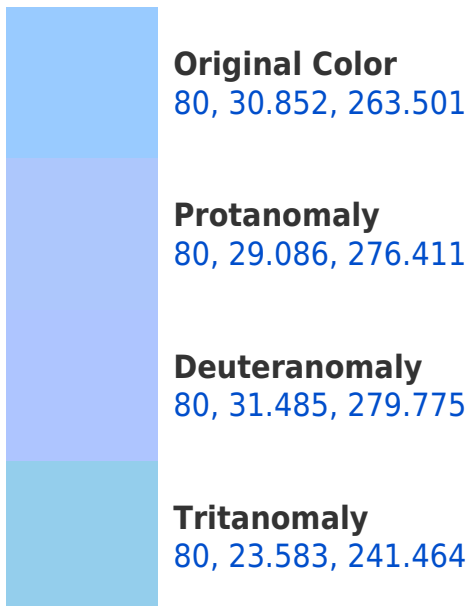 Original Color
80, 30.852, 263.501
Protanomaly
80, 29.086, 276.411
Deuteranomaly
80, 31.485, 279.775
Tritanomaly
80, 23.583, 241.464